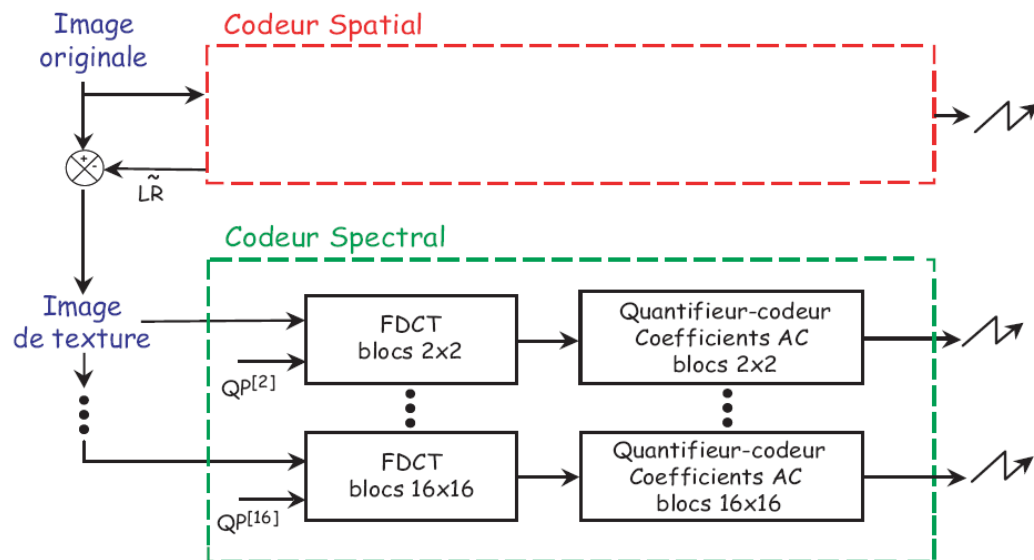 Image
originale
Codeur Spatial
+
-
L̃R
Codeur Spectral
Image
de texture
FDCT
blocs 2x2
Quantifieur-codeur
Coefficients AC
blocs 2x2
QP[2]
FDCT
blocs 16x16
Quantifieur-codeur
Coefficients AC
blocs 16x16
QP[16]